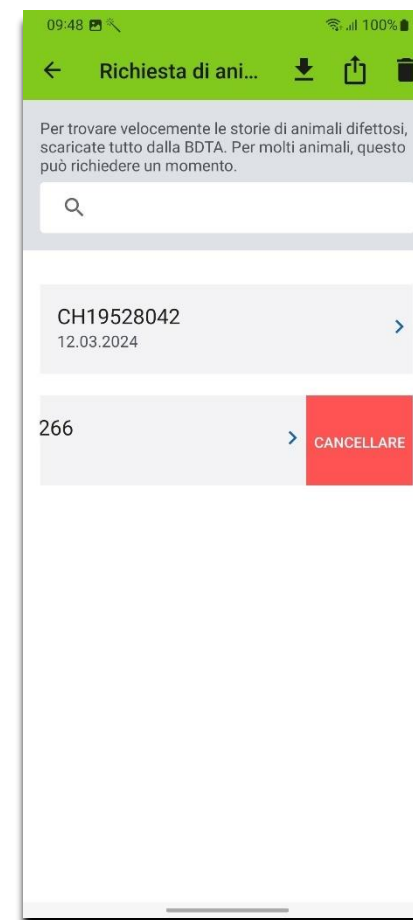 09:48 100%
Richiesta di ani...
Per trovare velocemente le storie di animali difettosi,
scaricate tutto dalla BDTA. Per molti animali, questo
può richiedere un momento.
CH19528042
12.03.2024
266
CANCELLARE